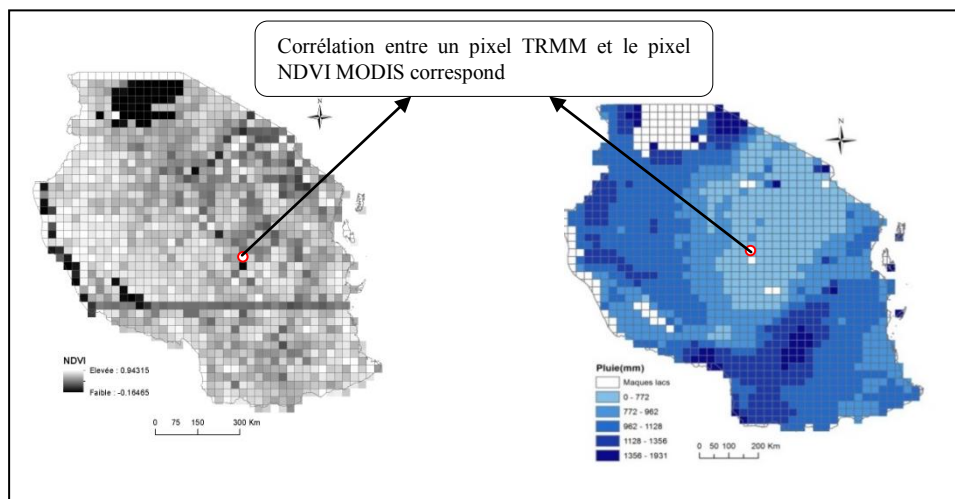 Corrélation entre un pixel TRMM et le pixel
NDVI MODIS correspond
N
N
NDVI
Elevée : 0.94315
Faible : -0.16465
0 75 150 300 Km
Pluie(mm)
Maques lacs
0 - 772
772 - 962
962 - 1128
1128 - 1356
1356 - 1931
0 50 100 200 Km